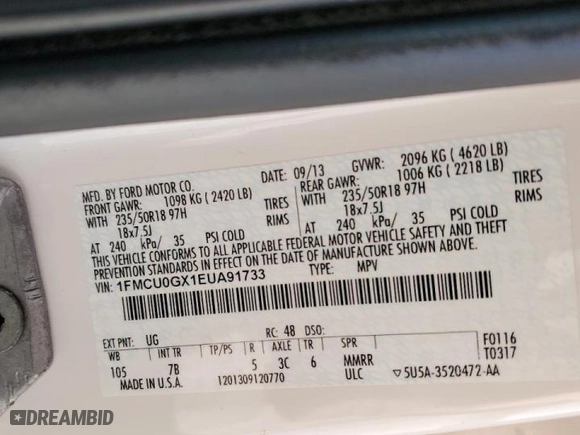 MFD. BY FORD MOTOR CO.
DATE: 09/13 GVWR: 2096 KG ( 4620 LB)
FRONT GAWR: 1098 KG ( 2420 LB) REAR GAWR: 1006 KG ( 2218 LB)
WITH 235/50R18 97H TIRES WITH 235/50R18 97H TIRES
18x7.5J RIMS 18x7.5J RIMS
AT 240 kPa/ 35 PSI COLD AT 240 kPa/ 35 PSI COLD
THIS VEHICLE CONFORMS TO ALL APPLICABLE FEDERAL MOTOR VEHICLE SAFETY AND THEFT
PREVENTION STANDARDS IN EFFECT ON THE DATE OF MANUFACTURE SHOWN ABOVE.
VIN: 1FMCU0GX1EUA91733 TYPE: MPV
EXT PNT: UG RC: 48 DSO:
WB INT TR TP/PS R AXLE TR SPR F0116
105 7B 5 3C 6 MMRR T0317
MADE IN U.S.A. 1201309120770 ULC 5U5A-3520472-AA
DREAMBID